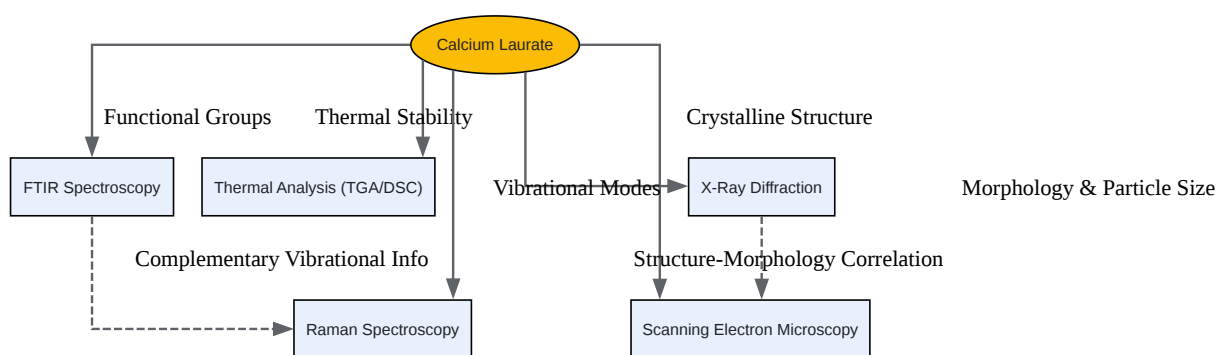 Calcium Laurate
Functional Groups
Thermal Stability
Crystalline Structure
FTIR Spectroscopy
Thermal Analysis (TGA/DSC)
Vibrational Modes
X-Ray Diffraction
Morphology & Particle Size
Complementary Vibrational Info
Structure-Morphology Correlation
Raman Spectroscopy
Scanning Electron Microscopy